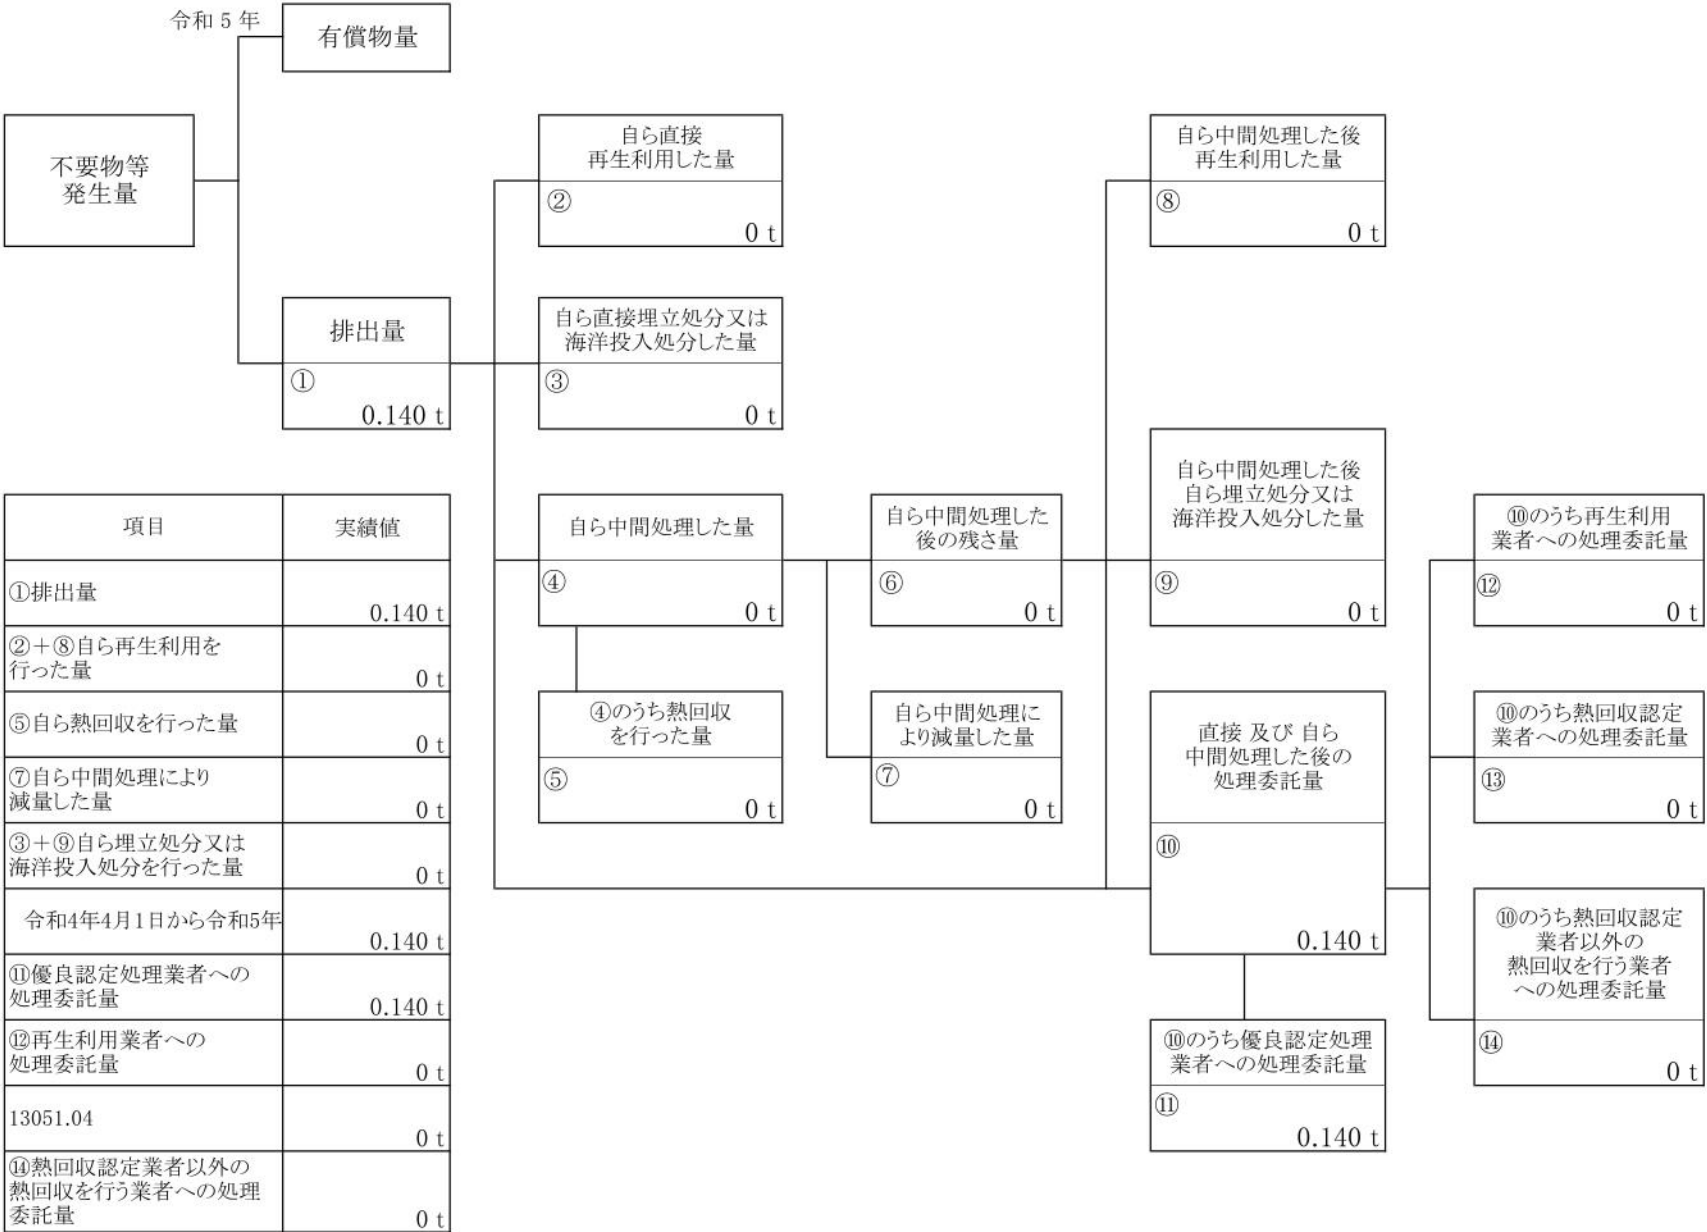 令和 5 年
有償物量
不要物等
発生量
自ら直接
再生利用した量
②
0 t
自ら中間処理した後
再生利用した量
⑧
0 t
排出量
①
0.140 t
自ら直接埋立処分又は
海洋投入処分した量
③
0 t
自ら中間処理した量
④
0 t
自ら中間処理した
後の残さ量
⑥
0 t
自ら中間処理した後
自ら埋立処分又は
海洋投入処分した量
⑨
0 t
⑩のうち再生利用
業者への処理委託量
⑫
0 t
④のうち熱回収
を行った量
⑤
0 t
自ら中間処理に
より減量した量
⑦
0 t
直接 及び 自ら
中間処理した後の
処理委託量
⑩
0.140 t
⑩のうち熱回収認定
業者への処理委託量
⑬
0 t
⑩のうち優良認定処理
業者への処理委託量
⑪
0.140 t
⑩のうち熱回収認定
業者以外の
熱回収を行う業者
への処理委託量
⑭
0 t
項目
実績値
①排出量
0.140 t
②＋⑧自ら再生利用を
行った量
0 t
⑤自ら熱回収を行った量
0 t
⑦自ら中間処理により
減量した量
0 t
③＋⑨自ら埋立処分又は
海洋投入処分を行った量
0 t
令和4年4月1日から令和5年
0.140 t
⑪優良認定処理業者への
処理委託量
0.140 t
⑫再生利用業者への
処理委託量
0 t
13051.04
0 t
⑭熱回収認定業者以外の
熱回収を行う業者への処理
委託量
0 t